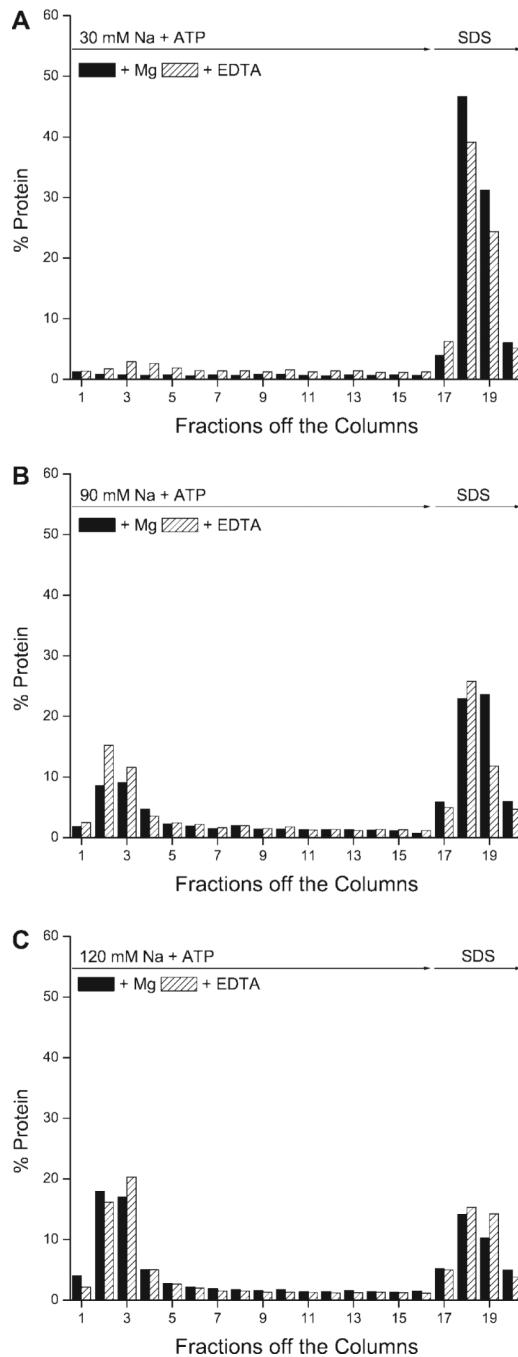 A
30 mM Na + ATP
SDS
+ Mg
+ EDTA
60
50
40
30
20
10
0
% Protein
1 3 5 7 9 11 13 15 17 19
Fractions off the Columns
B
90 mM Na + ATP
SDS
+ Mg
+ EDTA
60
50
40
30
20
10
0
% Protein
1 3 5 7 9 11 13 15 17 19
Fractions off the Columns
C
120 mM Na + ATP
SDS
+ Mg
+ EDTA
60
50
40
30
20
10
0
% Protein
1 3 5 7 9 11 13 15 17 19
Fractions off the Columns